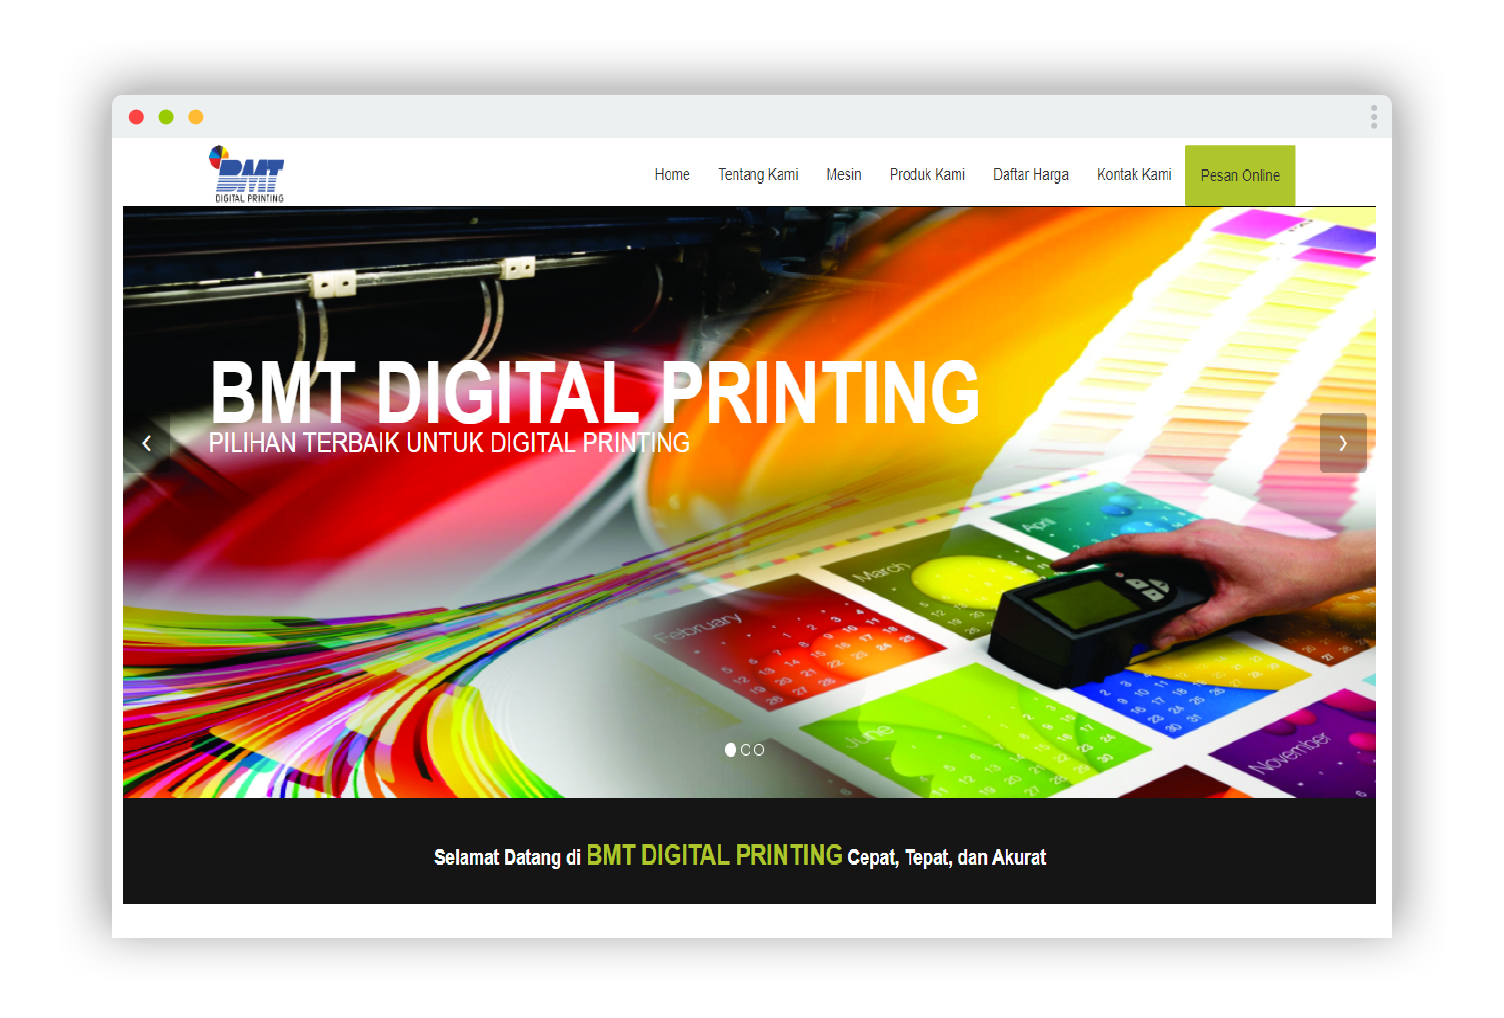 BMT
DIGITAL PRINTING
Home Tentang Kami Mesin Produk Kami Daftar Harga Kontak Kami Pesan Online
BMT DIGITAL PRINTING
PILIHAN TERBAIK UNTUK DIGITAL PRINTING
April
March
February
June
November
Selamat Datang di BMT DIGITAL PRINTING Cepat, Tepat, dan Akurat